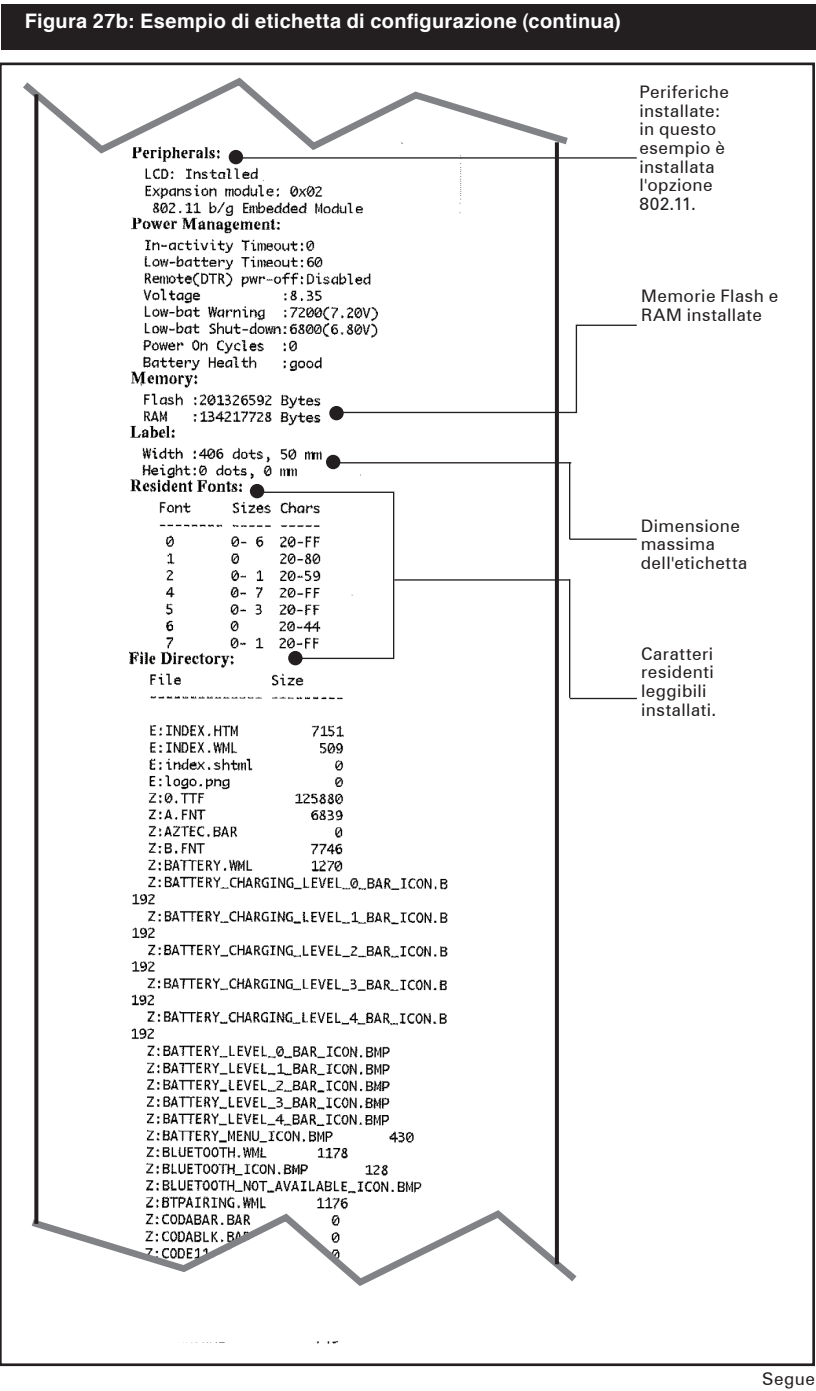 Figura 27b: Esempio di etichetta di configurazione (continua)
Peripherals:
LCD: Installed
Expansion module: 0x02
802.11 b/g Embedded Module
Power Management:
In-activity Timeout:0
Low-battery Timeout:60
Remote(DTR) pwr-off:Disabled
Voltage :8.35
Low-bat Warning :7200(7.20V)
Low-bat Shut-down:6800(6.80V)
Power On Cycles :0
Battery Health :good
Memory:
Flash :201326592 Bytes
RAM :134217728 Bytes
Label:
Width :406 dots, 50 mm
Height:0 dots, 0 mm
Resident Fonts:
Font Sizes Chars
-------- ----- -----
0 0- 6 20-FF
1 0 20-80
2 0- 1 20-59
4 0- 7 20-FF
5 0- 3 20-FF
6 0 20-44
7 0- 1 20-FF
File Directory:
File Size
-------------- ---------
E:INDEX.HTM 7151
E:INDEX.WML 509
E:index.shtml 0
E:logo.png 0
Z:0.TTF 125880
Z:A.FNT 6839
Z:AZTEC.BAR 0
Z:B.FNT 7746
Z:BATTERY.WML 1270
Z:BATTERY_CHARGING_LEVEL_0_BAR_ICON.B
192
Z:BATTERY_CHARGING_LEVEL_1_BAR_ICON.B
192
Z:BATTERY_CHARGING_LEVEL_2_BAR_ICON.B
192
Z:BATTERY_CHARGING_LEVEL_3_BAR_ICON.B
192
Z:BATTERY_CHARGING_LEVEL_4_BAR_ICON.B
192
Z:BATTERY_LEVEL_0_BAR_ICON.BMP
Z:BATTERY_LEVEL_1_BAR_ICON.BMP
Z:BATTERY_LEVEL_2_BAR_ICON.BMP
Z:BATTERY_LEVEL_3_BAR_ICON.BMP
Z:BATTERY_LEVEL_4_BAR_ICON.BMP
Z:BATTERY_MENU_ICON.BMP 430
Z:BLUETOOTH.WML 1178
Z:BLUETOOTH_ICON.BMP 128
Z:BLUETOOTH_NOT_AVAILABLE_ICON.BMP
Z:BTPAIRING.WML 1176
Z:CODABAR.BAR 0
Z:CODABLK.BA 0
Z:CODE11 0
Periferiche
installate:
in questo
esempio è
installata
l'opzione
802.11.
Memorie Flash e
RAM installate
Dimensione
massima
dell'etichetta
Caratteri
residenti
leggibili
installati.
Segue